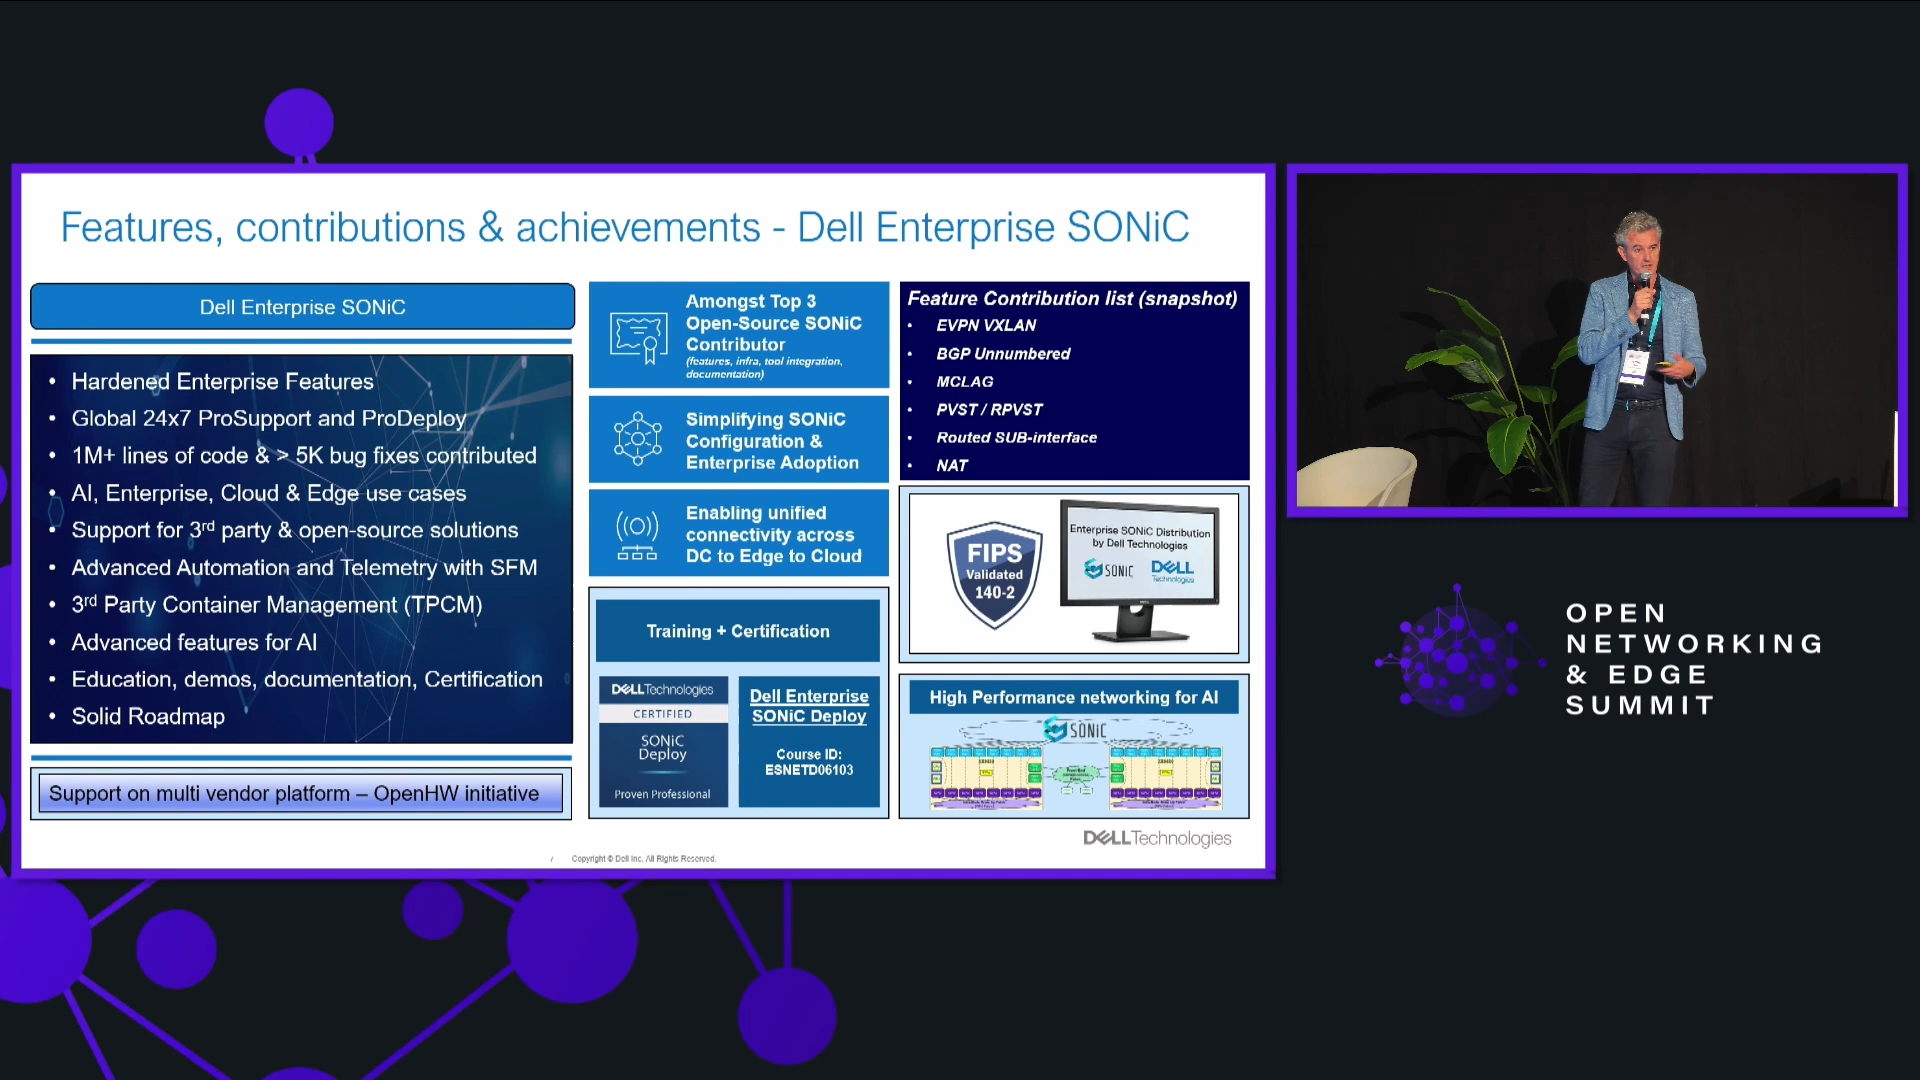 Features, contributions & achievements - Dell Enterprise SONiC
Dell Enterprise SONiC
• Hardened Enterprise Features
• Global 24x7 ProSupport and ProDeploy
• 1M+ lines of code & > 5K bug fixes contributed
• AI, Enterprise, Cloud & Edge use cases
• Support for 3rd party & open-source solutions
• Advanced Automation and Telemetry with SFM
• 3rd Party Container Management (TPCM)
• Advanced features for AI
• Education, demos, documentation, Certification
• Solid Roadmap
Support on multi vendor platform – OpenHW initiative
Amongst Top 3
Open-Source SONiC
Contributor
(features, infra, tool integration,
documentation)
Simplifying SONiC
Configuration &
Enterprise Adoption
Enabling unified
connectivity across
DC to Edge to Cloud
Training + Certification
DELLTechnologies
CERTIFIED
SONiC
Deploy
Proven Professional
Dell Enterprise
SONiC Deploy
Course ID:
ESNETD06103
Feature Contribution list (snapshot)
• EVPN VXLAN
• BGP Unnumbered
• MCLAG
• PVST / RPVST
• Routed SUB-interface
• NAT
FIPS
Validated
140-2
Enterprise SONiC Distribution
by Dell Technologies
SONiC
DELL
Technologies
High Performance networking for AI
SONiC
DELLTechnologies
Copyright © Dell Inc. All Rights Reserved.
OPEN
NETWORKING
& EDGE
SUMMIT